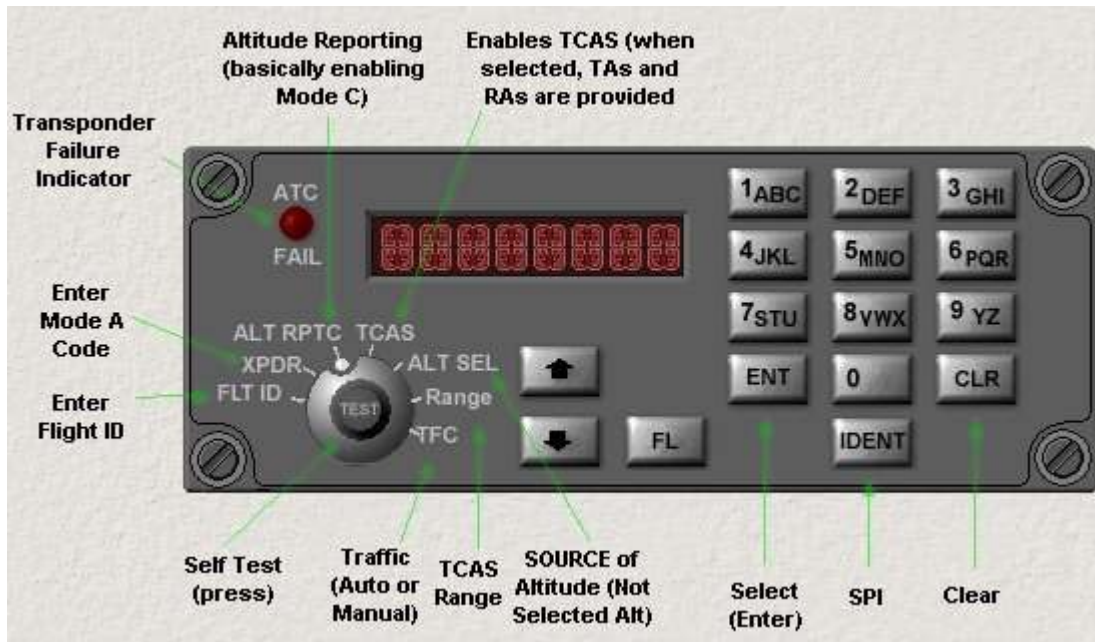 Altitude Reporting
(basically enabling
Mode C)
Enables TCAS (when
selected, TAs and
RAs are provided
Transponder
Failure
Indicator
ATC
FAIL
1ABC
2DEF
3 GHI
4JKL
5MNO
6PQR
7STU
8VWX
9 YZ
ENT
0
CLR
IDENT
Enter
Mode A
Code
Enter
Flight ID
ALT RPTC
TCAS
XPDR
ALT SEL
FLT ID
Range
TEST
TFC
FL
Self Test
(press)
Traffic
(Auto or
Manual)
TCAS
Range
SOURCE of
Altitude (Not
Selected Alt)
Select
(Enter)
SPI
Clear